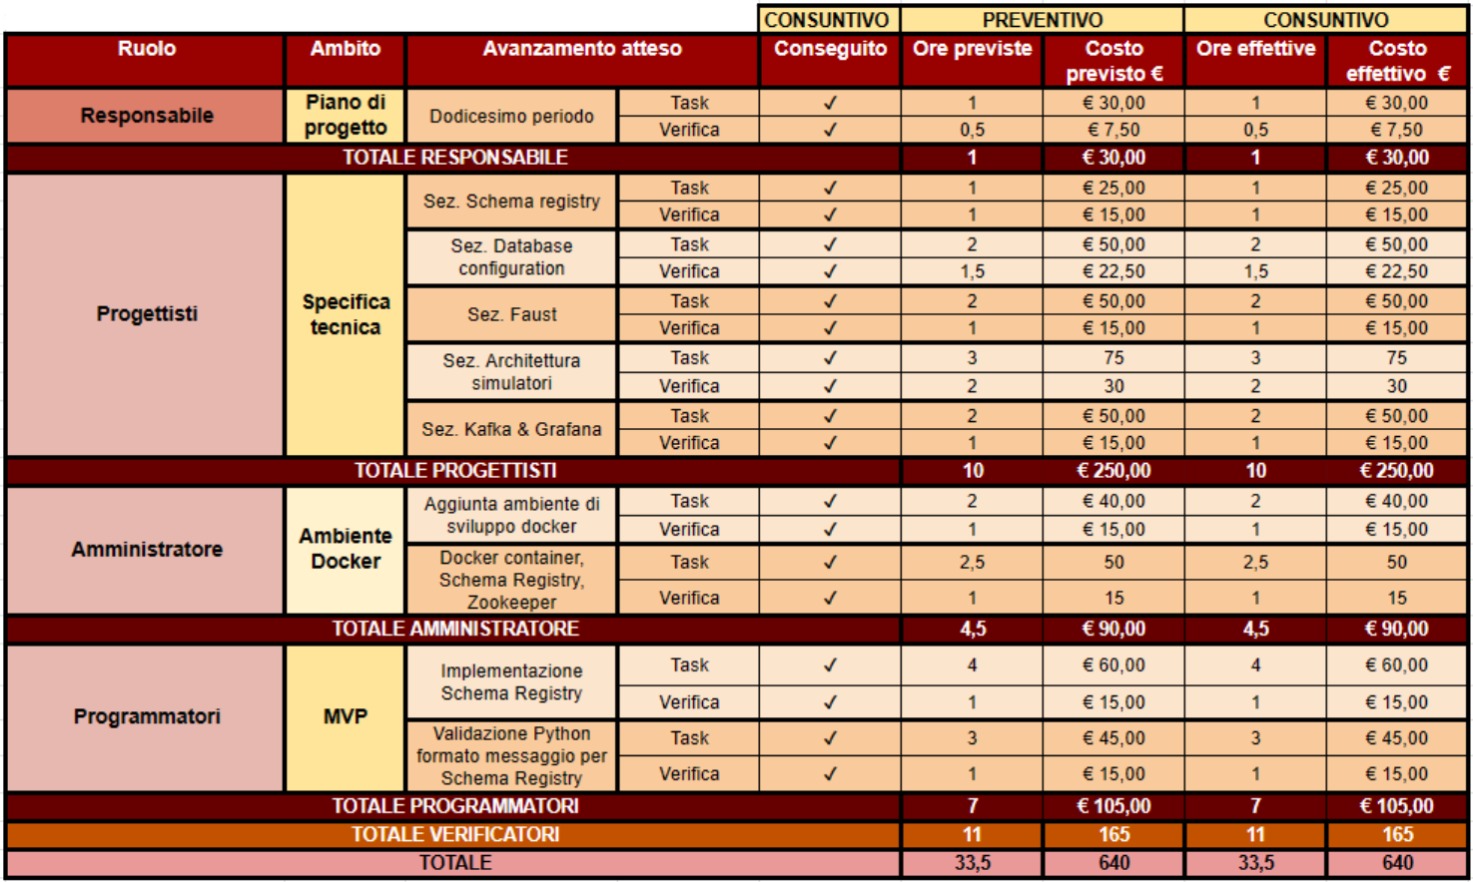 CONSUNTIVO PREVENTIVO CONSUNTIVO
Ruolo Ambito Avanzamento atteso Conseguito Ore previste Costo previsto € Ore effettive Costo effettivo €
Responsabile Piano di progetto Dodicesimo periodo Task ✓ 1 € 30,00 1 € 30,00
Verifica ✓ 0,5 € 7,50 0,5 € 7,50
TOTALE RESPONSABILE 1 € 30,00 1 € 30,00
Progettisti Specifica tecnica Sez. Schema registry Task ✓ 1 € 25,00 1 € 25,00
Verifica ✓ 1 € 15,00 1 € 15,00
Sez. Database configuration Task ✓ 2 € 50,00 2 € 50,00
Verifica ✓ 1,5 € 22,50 1,5 € 22,50
Sez. Faust Task ✓ 2 € 50,00 2 € 50,00
Verifica ✓ 1 € 15,00 1 € 15,00
Sez. Architettura simulatori Task ✓ 3 75 3 75
Verifica ✓ 2 30 2 30
Sez. Kafka & Grafana Task ✓ 2 € 50,00 2 € 50,00
Verifica ✓ 1 € 15,00 1 € 15,00
TOTALE PROGETTISTI 10 € 250,00 10 € 250,00
Amministratore Ambiente Docker Aggiunta ambiente di sviluppo docker Task ✓ 2 € 40,00 2 € 40,00
Verifica ✓ 1 € 15,00 1 € 15,00
Docker container, Schema Registry, Zookeeper Task ✓ 2,5 50 2,5 50
Verifica ✓ 1 15 1 15
TOTALE AMMINISTRATORE 4,5 € 90,00 4,5 € 90,00
Programmatori MVP Implementazione Schema Registry Task ✓ 4 € 60,00 4 € 60,00
Verifica ✓ 1 € 15,00 1 € 15,00
Validazione Python formato messaggio per Schema Registry Task ✓ 3 € 45,00 3 € 45,00
Verifica ✓ 1 € 15,00 1 € 15,00
TOTALE PROGRAMMATORI 7 € 105,00 7 € 105,00
TOTALE VERIFICATORI 11 165 11 165
TOTALE 33,5 640 33,5 640